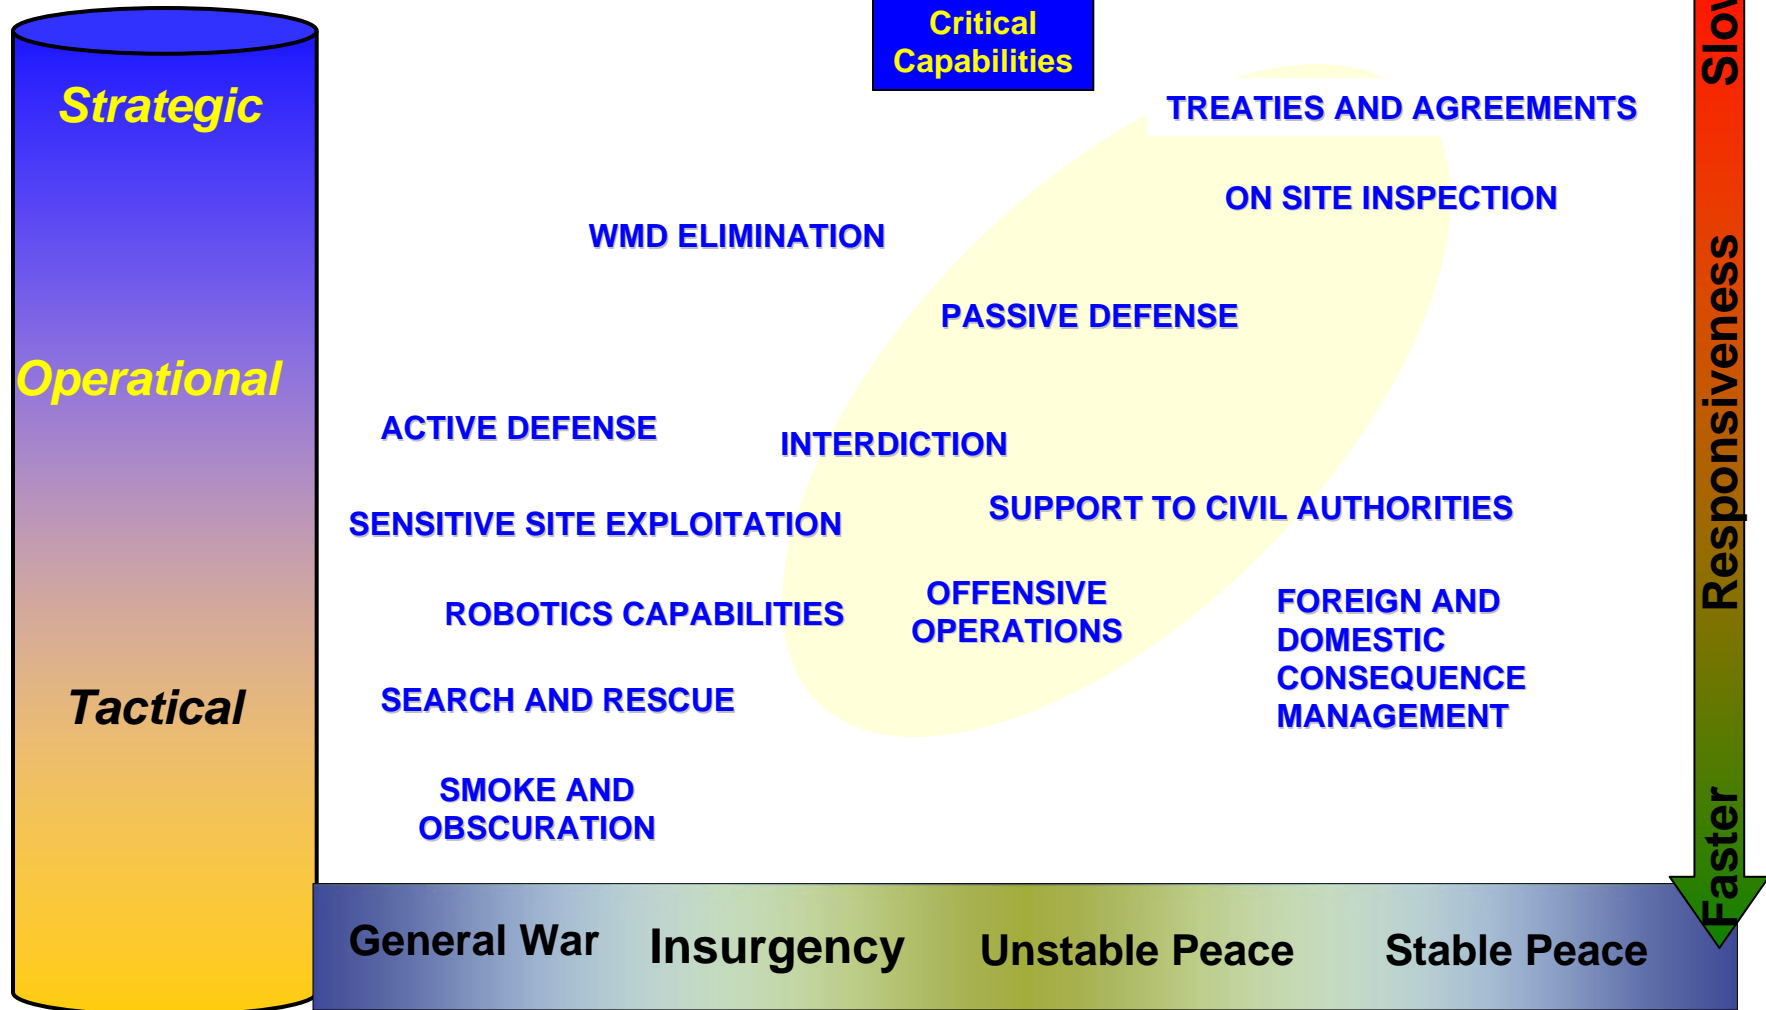 Critical
Capabilities
Strategic
TREATIES AND AGREEMENTS
ON SITE INSPECTION
WMD ELIMINATION
PASSIVE DEFENSE
Operational
ACTIVE DEFENSE
INTERDICTION
SUPPORT TO CIVIL AUTHORITIES
SENSITIVE SITE EXPLOITATION
OFFENSIVE
OPERATIONS
ROBOTICS CAPABILITIES
FOREIGN AND
DOMESTIC
CONSEQUENCE
MANAGEMENT
Tactical
SEARCH AND RESCUE
SMOKE AND
OBSCURATION
General War
Insurgency
Unstable Peace
Stable Peace
Faster
Responsiveness